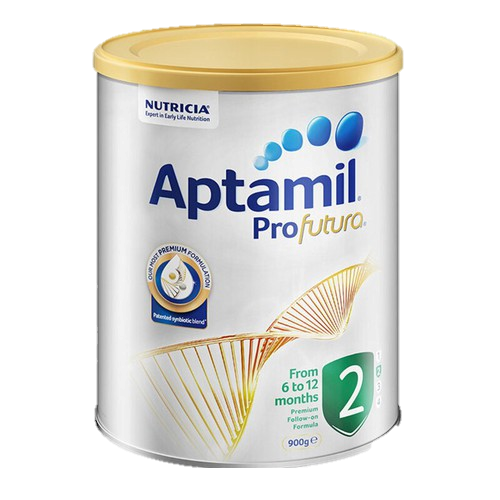 NUTRICIA
Expert in Early Life Nutrition
Aptamil®
Profutura®
OUR MOST PREMIUM FORMULATION
Patented synbiotic blend^
From
6 to 12
months
Premium
Follow-on
Formula
2
1
2
3
4
900g℮